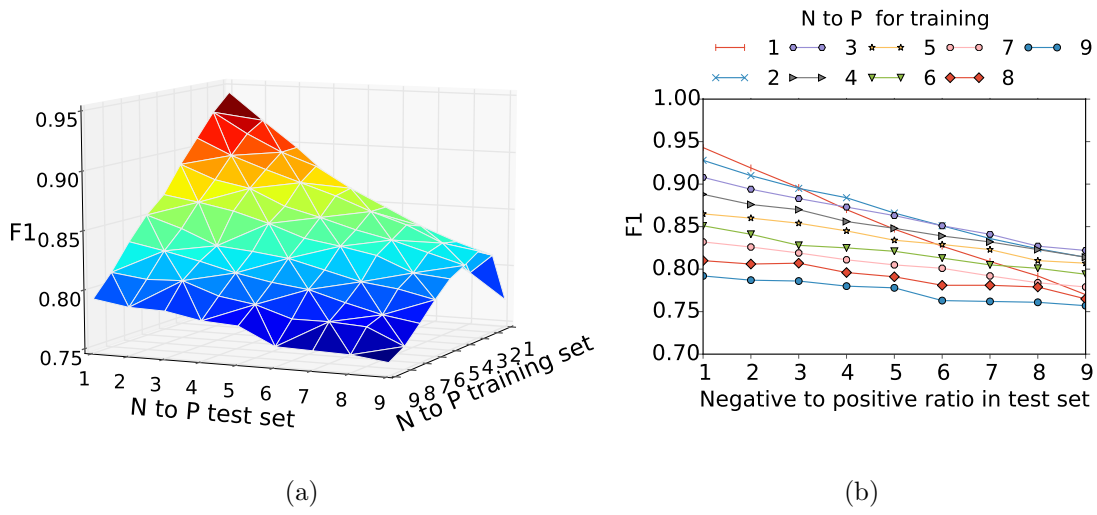 0.95
0.90
0.85
0.80
0.75
F1
1 2 3 4 5 6 7 8 9
N to P test set
9 8 7 6 5 4 3 2 1
N to P training set
(a)
N to P for training
1 3 5 7 9
2 4 6 8
1.00
0.95
0.90
0.85
0.80
0.75
0.70
F1
1 2 3 4 5 6 7 8 9
Negative to positive ratio in test set
(b)